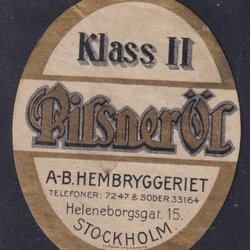 Klass II
Pilsner Öl
A-B. HEMBRYGGERIET
TELEFONER: 7247 & SÖDER 33164
Heleneborgsgat. 15.
STOCKHOLM.